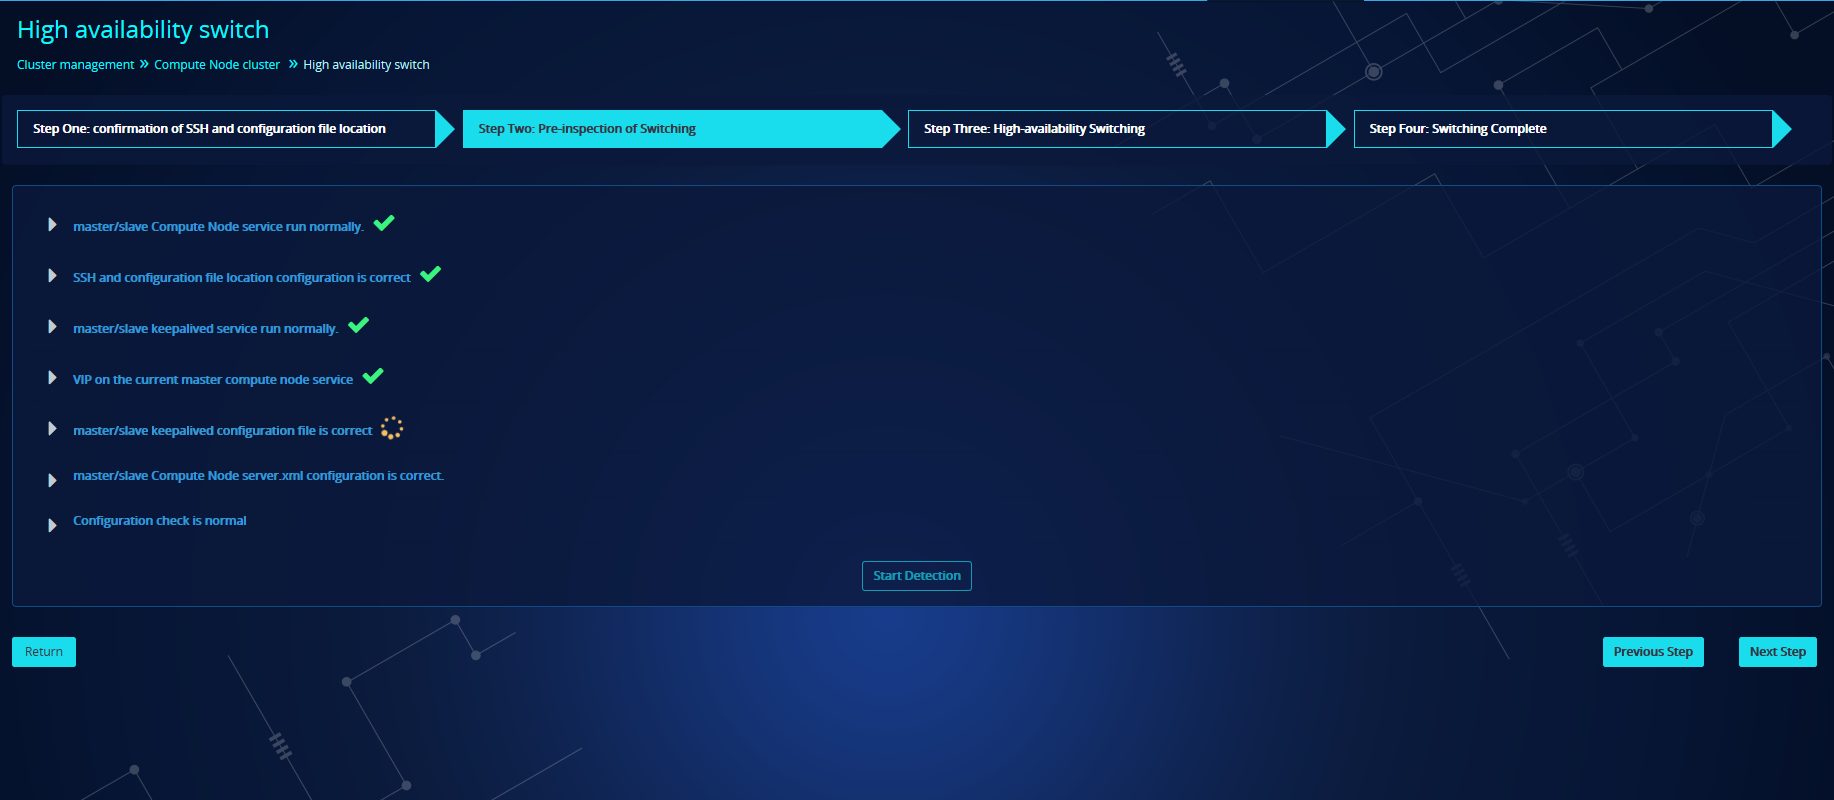 High availability switch
Cluster management » Compute Node cluster » High availability switch
Step One: confirmation of SSH and configuration file location
Step Two: Pre-inspection of Switching
Step Three: High-availability Switching
Step Four: Switching Complete
master/slave Compute Node service run normally.
SSH and configuration file location configuration is correct
master/slave keepalived service run normally.
VIP on the current master compute node service
master/slave keepalived configuration file is correct
master/slave Compute Node server.xml configuration is correct.
Configuration check is normal
Start Detection
Return
Previous Step
Next Step